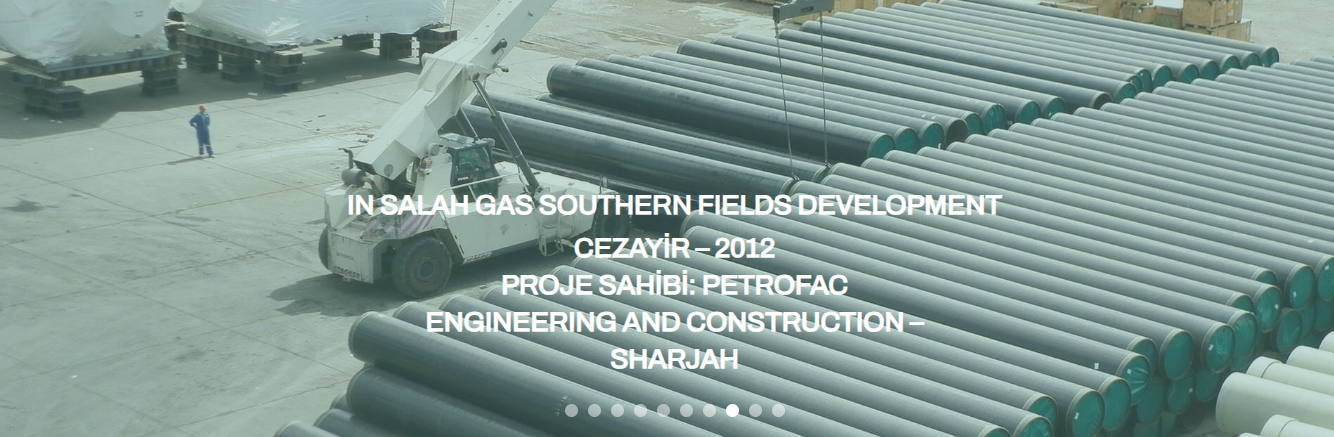 IN SALAH GAS SOUTHERN FIELDS DEVELOPMENT
CEZAYİR – 2012
PROJE SAHİBİ: PETROFAC
ENGINEERING AND CONSTRUCTION –
SHARJAH